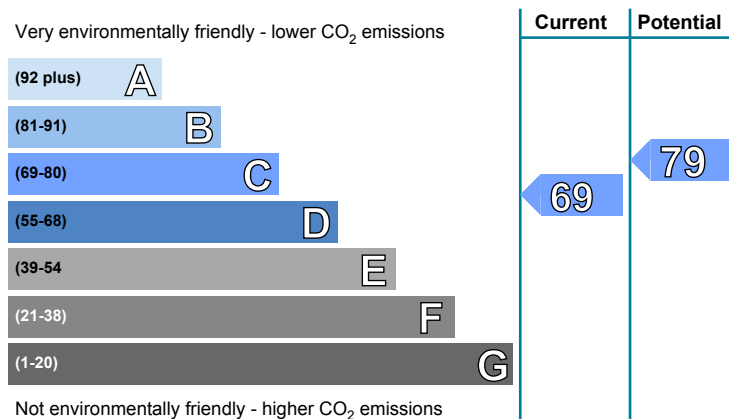 Very environmentally friendly - lower CO₂ emissions
Current
Potential
(92 plus) A
(81-91) B
(69-80) C
(55-68) D
(39-54 E
(21-38) F
(1-20) G
69
79
Not environmentally friendly - higher CO₂ emissions